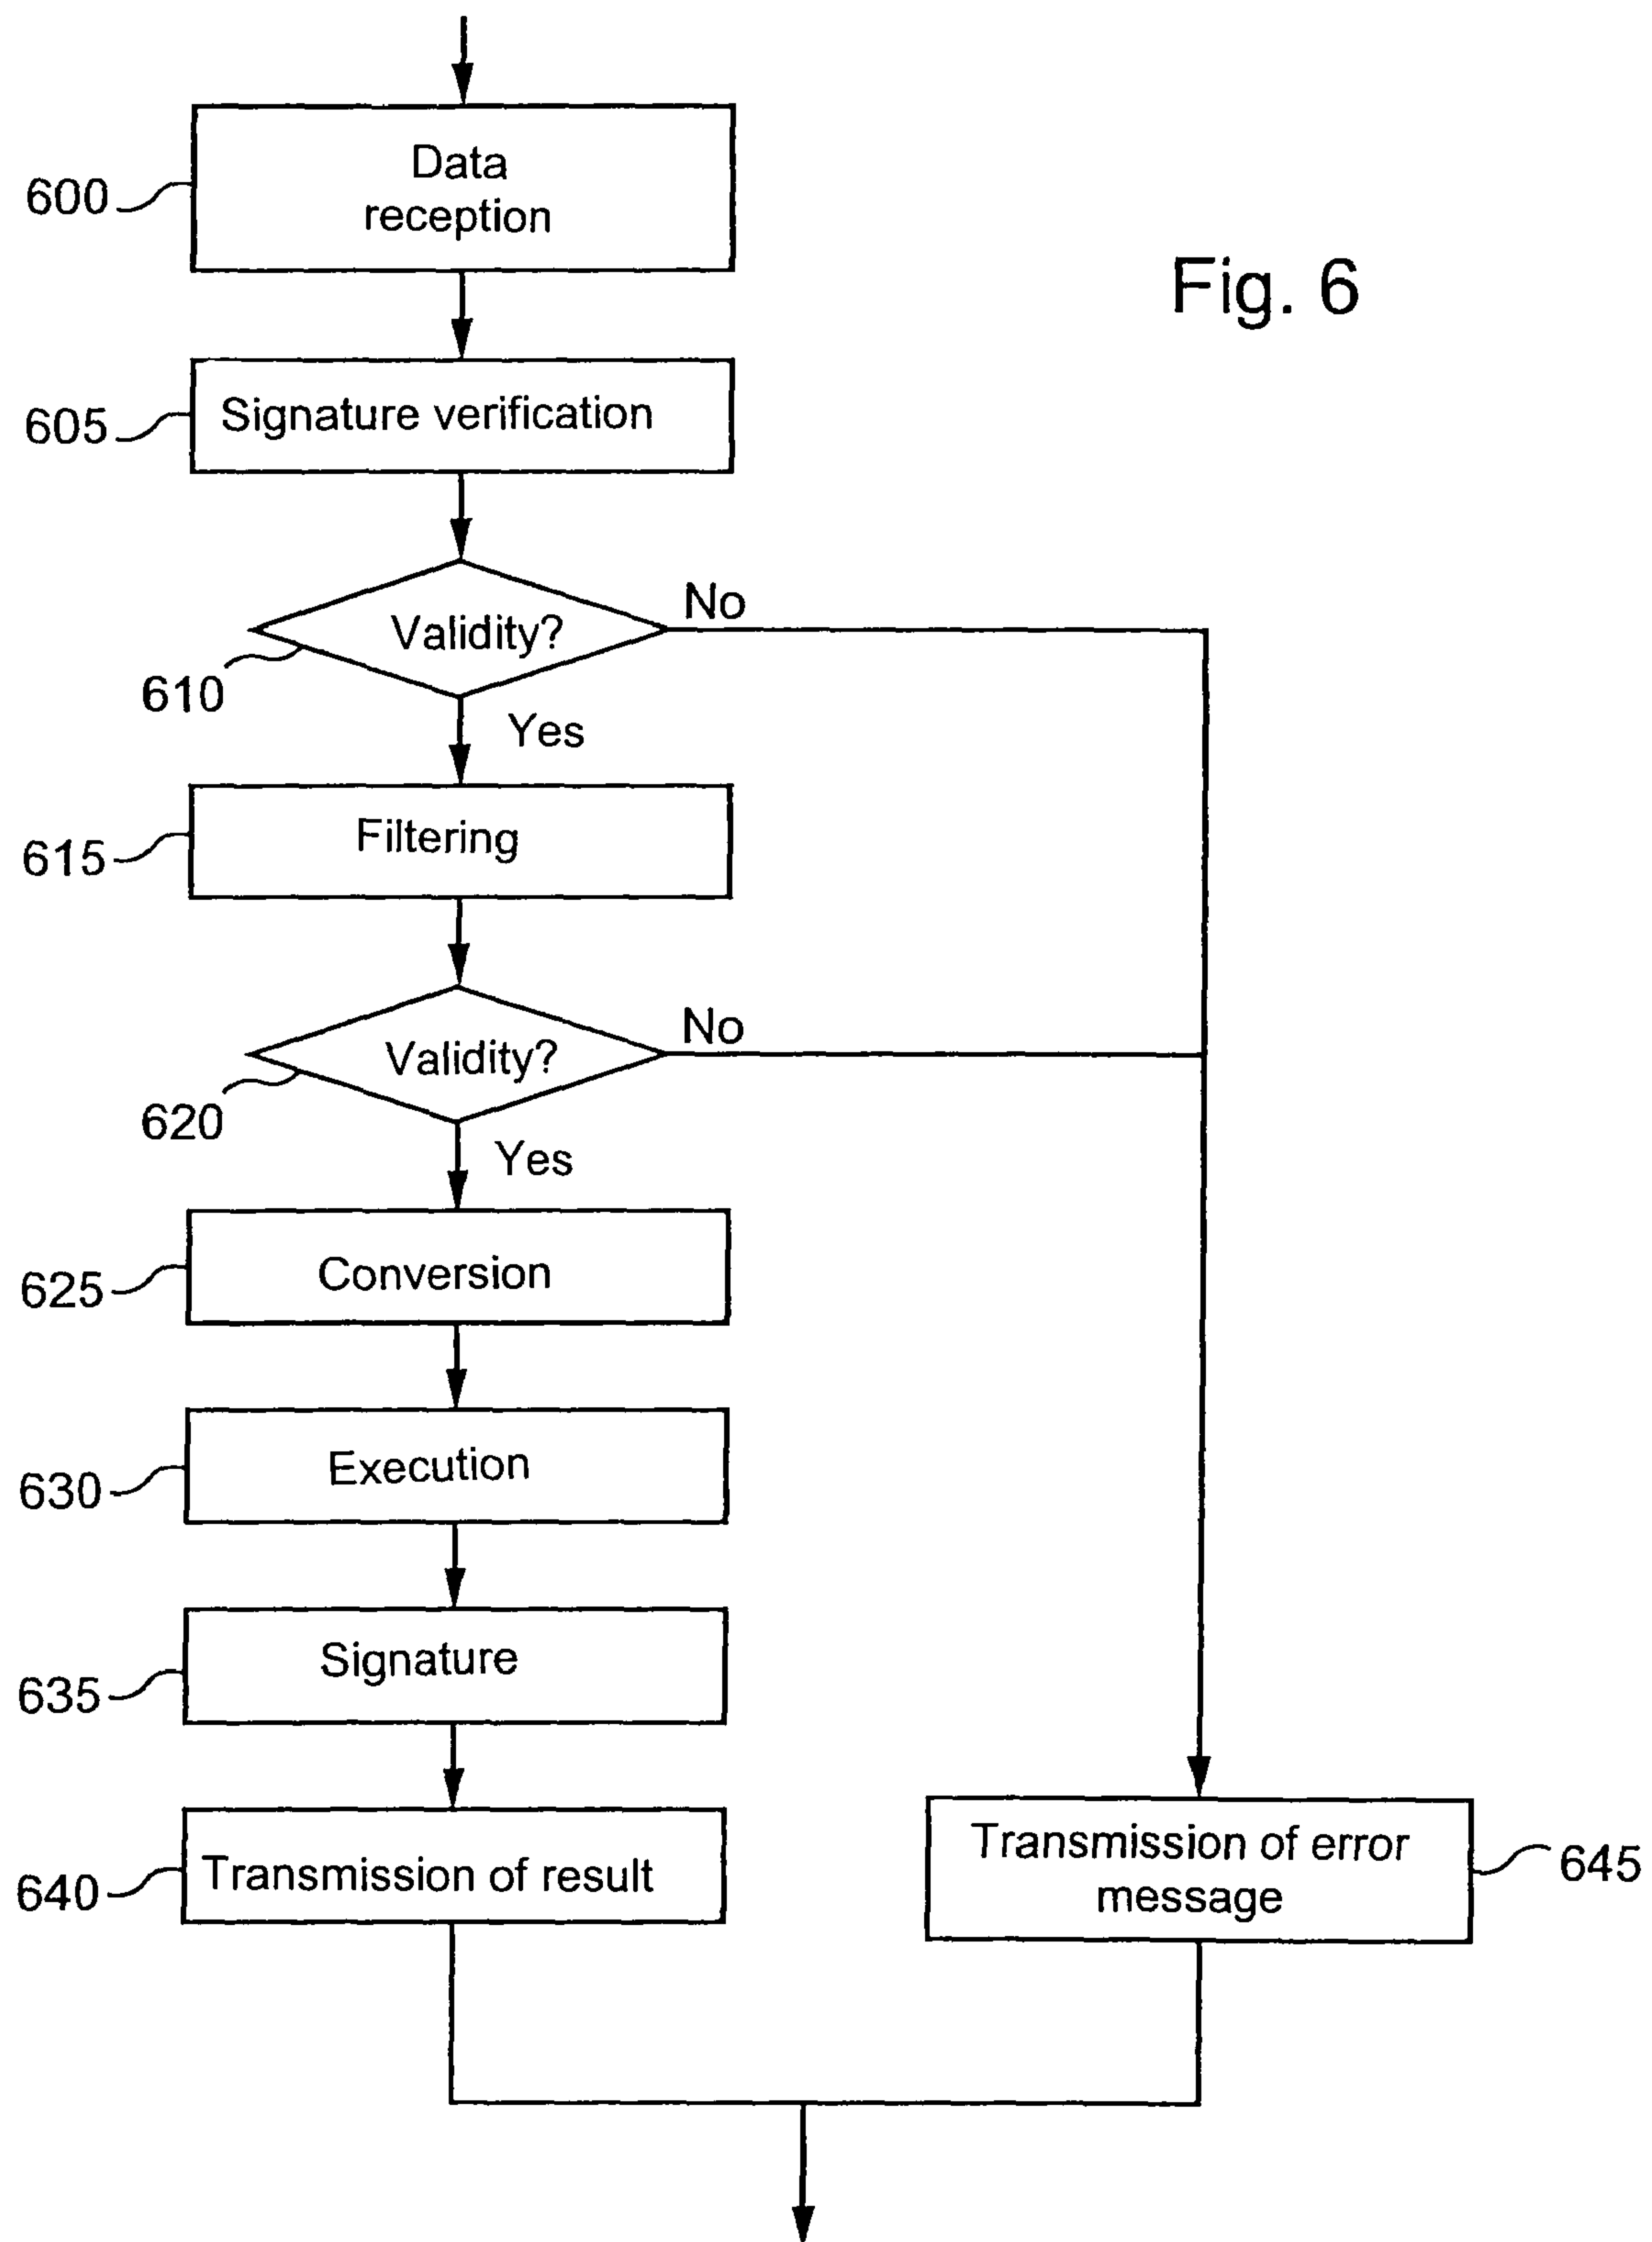 Data
reception
600
Fig. 6
Signature verification
605
No
Validity?
610
Yes
Filtering
615
No
Validity?
620
Yes
Conversion
625
Execution
630
Signature
635
Transmission of result
640
Transmission of error
message
645